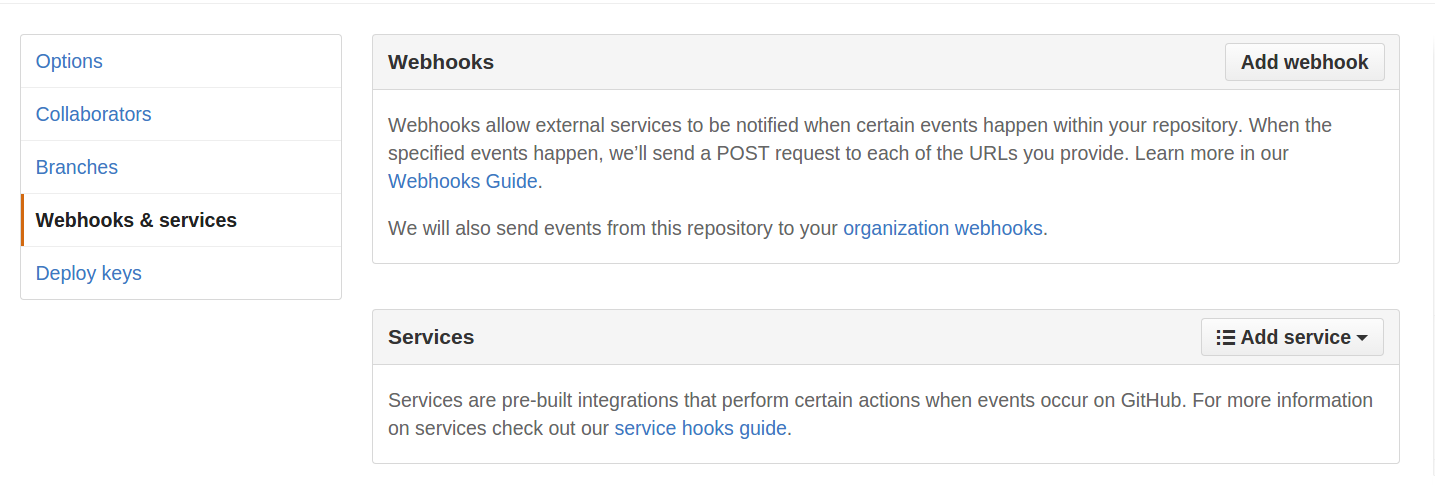 Options
Collaborators
Branches
Webhooks & services
Deploy keys
Webhooks
Add webhook
Webhooks allow external services to be notified when certain events happen within your repository. When the
specified events happen, we’ll send a POST request to each of the URLs you provide. Learn more in our
Webhooks Guide.
We will also send events from this repository to your organization webhooks.
Services
Add service
Services are pre-built integrations that perform certain actions when events occur on GitHub. For more information
on services check out our service hooks guide.